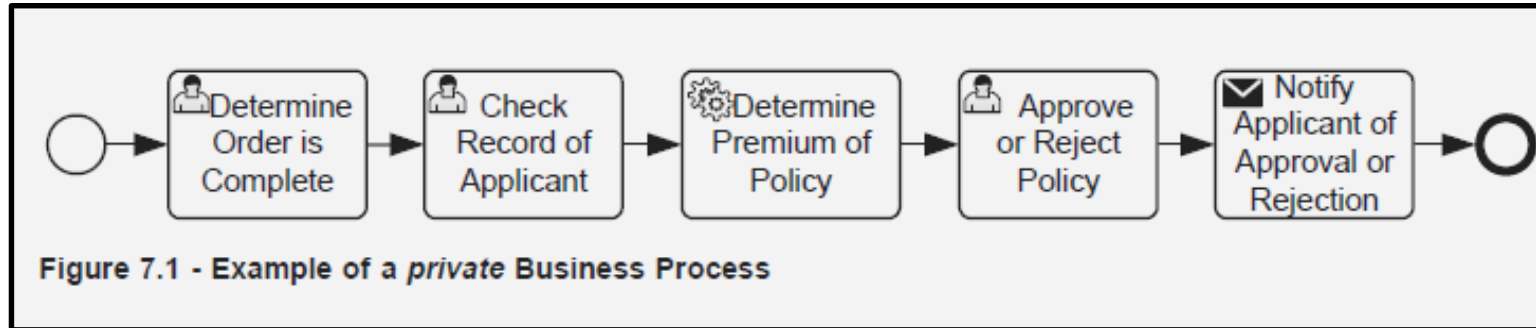 Determine
Order is
Complete
Check
Record of
Applicant
Determine
Premium of
Policy
Approve
or Reject
Policy
Notify
Applicant of
Approval or
Rejection
Figure 7.1 - Example of a private Business Process